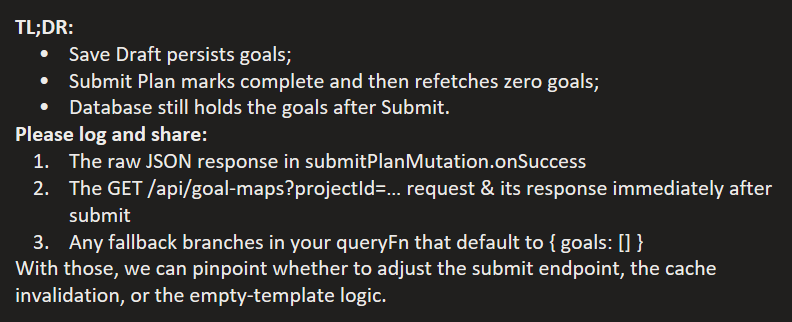 TL;DR:
• Save Draft persists goals;
• Submit Plan marks complete and then refetches zero goals;
• Database still holds the goals after Submit.
Please log and share:
1. The raw JSON response in submitPlanMutation.onSuccess
2. The GET /api/goal-maps?projectId=... request & its response immediately after
submit
3. Any fallback branches in your queryFn that default to { goals: [] }
With those, we can pinpoint whether to adjust the submit endpoint, the cache
invalidation, or the empty-template logic.